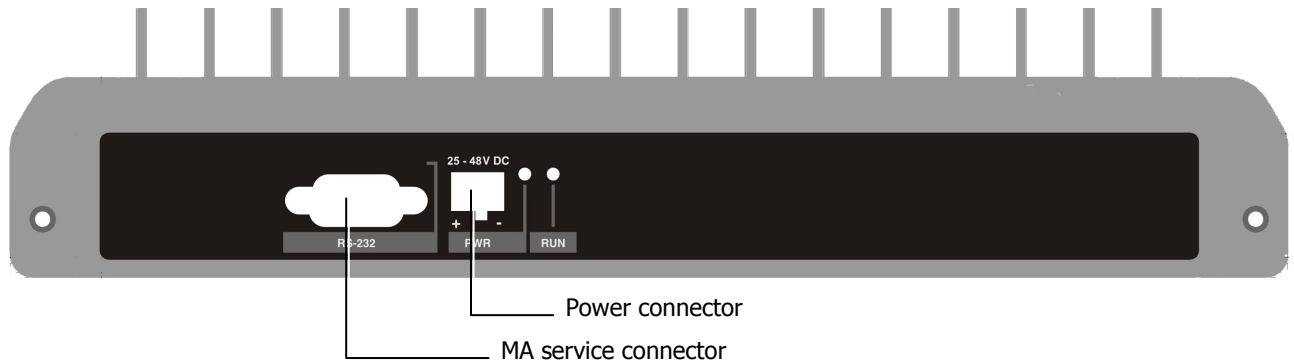 25 - 48V DC
+ -
RS-232 PWR RUN
Power connector
MA service connector